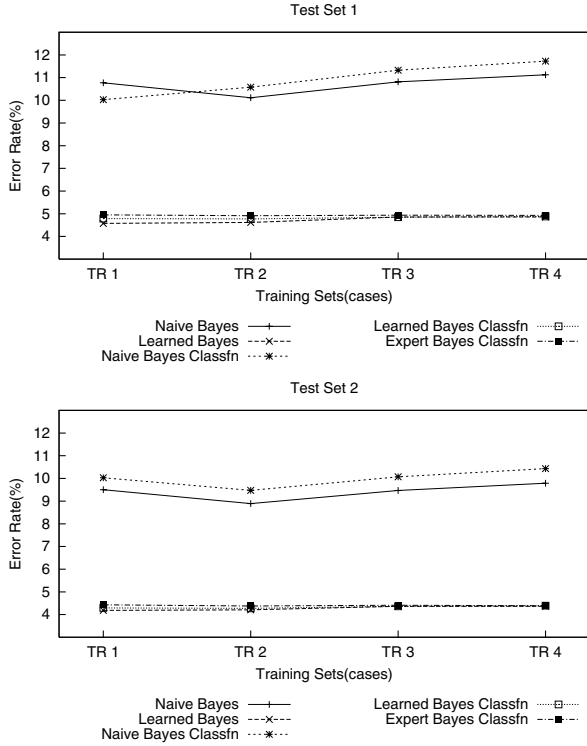 Test Set 1
12
11
10
9
8
7
6
5
4
Error Rate(%)
TR 1 TR 2 TR 3 TR 4
Training Sets(cases)
Naive Bayes
Learned Bayes
Naive Bayes Classfn
Learned Bayes Classfn
Expert Bayes Classfn
Test Set 2
12
11
10
9
8
7
6
5
4
Error Rate(%)
TR 1 TR 2 TR 3 TR 4
Training Sets(cases)
Naive Bayes
Learned Bayes
Naive Bayes Classfn
Learned Bayes Classfn
Expert Bayes Classfn